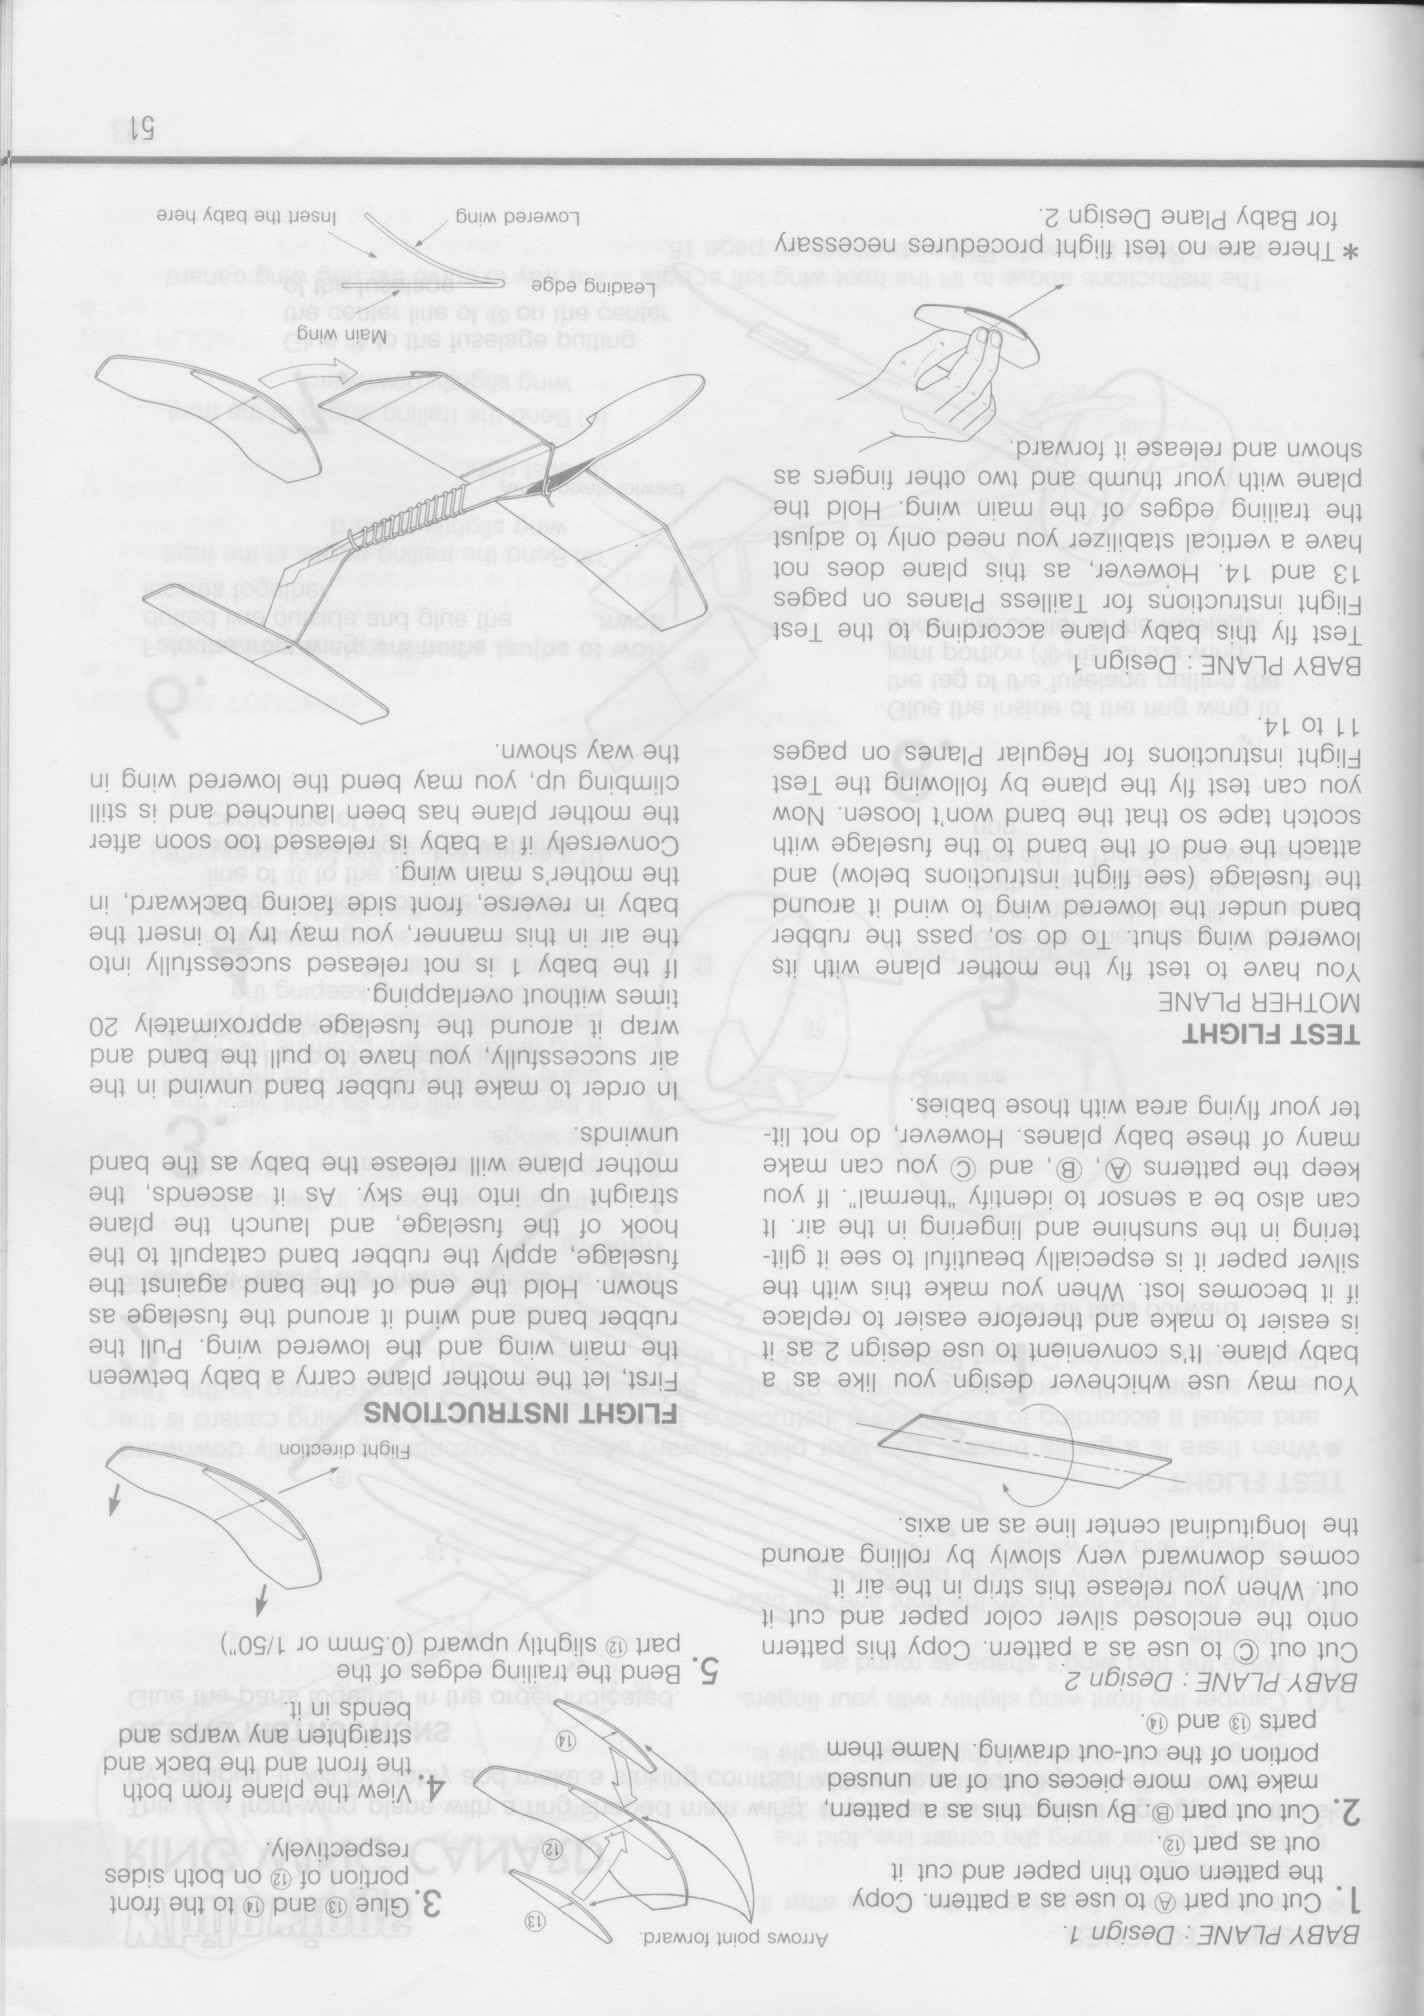 BABY PLANE : Design 1.
1. Cut out part Ⓐ to use as a pattern. Copy
the pattern onto thin paper and cut it
out as part ⑫.
2. Cut out part Ⓑ By using this as a pattern,
make two more pieces out of an unused
portion of the cut-out drawing. Name them
parts ⑬ and ⑭.
BABY PLANE : Design 2.
Cut out Ⓒ to use as a pattern. Copy this pattern
onto the enclosed silver color paper and cut it
out. When you release this strip in the air it
comes downward very slowly by rolling around
the longitudinal center line as an axis.
You may use whichever design you like as a
baby plane. It's convenient to use design 2 as it
is easier to make and therefore easier to replace
if it becomes lost. When you make this with the
silver paper it is especially beautiful to see it glit-
tering in the sunshine and lingering in the air. It
can also be a sensor to identify "thermal". If you
keep the patterns Ⓐ, Ⓑ, and Ⓒ you can make
many of these baby planes. However, do not lit-
ter your flying area with those babies.
TEST FLIGHT
MOTHER PLANE
You have to test fly the mother plane with its
lowered wing shut. To do so, pass the rubber
band under the lowered wing to wind it around
the fuselage (see flight instructions below) and
attach the end of the band to the fuselage with
scotch tape so that the band won't loosen. Now
you can test fly the plane by following the Test
Flight instructions for Regular Planes on pages
11 to 14.
BABY PLANE : Design 1
Test fly this baby plane according to the Test
Flight instructions for Tailless Planes on pages
13 and 14. However, as this plane does not
have a vertical stabilizer you need only to adjust
the trailing edges of the main wing. Hold the
plane with your thumb and two other fingers as
shown and release it forward.
* There are no test flight procedures necessary
for Baby Plane Design 2.
Arrows point forward.
⑬
⑫
⑭
3. Glue ⑬ and ⑭ to the front
portion of ⑫ on both sides
respectively.
4. View the plane from both
the front and the back and
straighten any warps and
bends in it.
5. Bend the trailing edges of the
part ⑫ slightly upward (0.5mm or 1/50")
Flight direction
FLIGHT INSTRUCTIONS
First, let the mother plane carry a baby between
the main wing and the lowered wing. Pull the
rubber band and wind it around the fuselage as
shown. Hold the end of the band against the
fuselage, apply the rubber band catapult to the
hook of the fuselage, and launch the plane
straight up into the sky. As it ascends, the
mother plane will release the baby as the band
unwinds.
In order to make the rubber band unwind in the
air successfully, you have to pull the band and
wrap it around the fuselage approximately 20
times without overlapping.
If the baby 1 is not released successfully into
the air in this manner, you may try to insert the
baby in reverse, front side facing backward, in
the mother's main wing.
Conversely if a baby is released too soon after
the mother plane has been launched and is still
climbing up, you may bend the lowered wing in
the way shown.
Main wing
Leading edge
Lowered wing
Insert the baby here
51